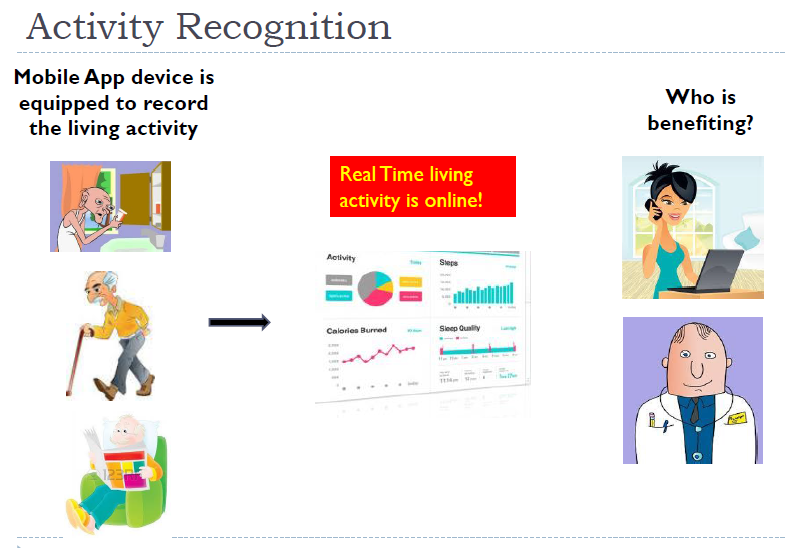 Activity Recognition
Mobile App device is
equipped to record
the living activity
Who is
benefiting?
Real Time living
activity is online!
Activity
Today
Steps
Calories Burned
Sleep Quality